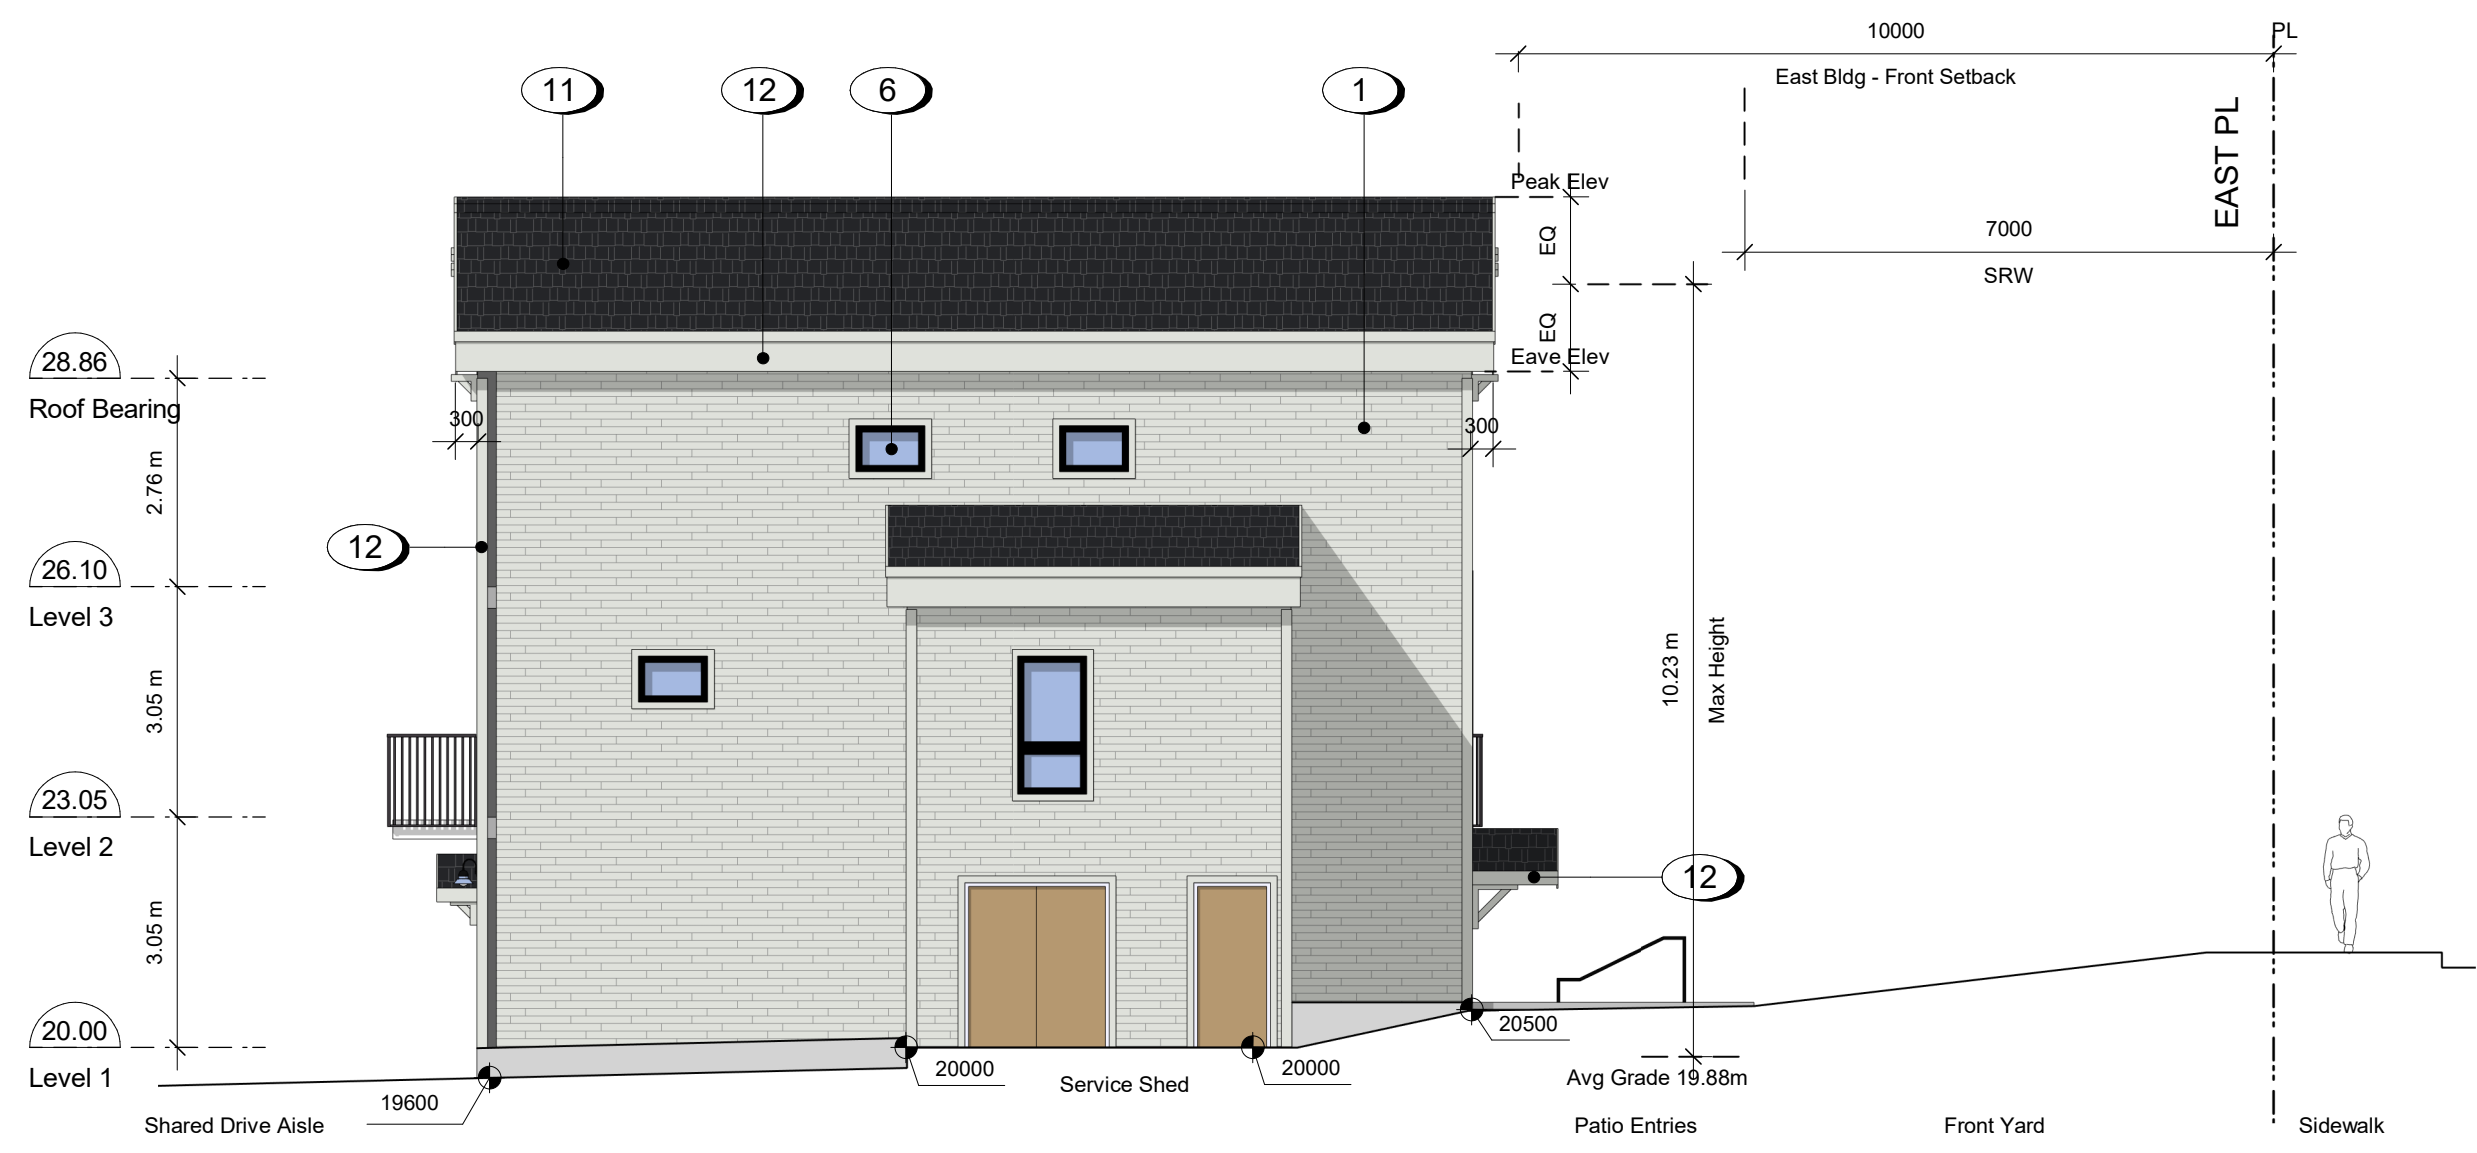 10000
PL
East Bldg - Front Setback
11
12
6
1
EAST PL
Peak Elev
EQ
7000
SRW
EQ
Eave Elev
28.86
Roof Bearing
300
300
2.76 m
12
26.10
Level 3
3.05 m
10.23 m
Max Height
23.05
Level 2
12
3.05 m
20.00
Level 1
20500
20000
20000
Service Shed
Avg Grade 19.88m
19600
Shared Drive Aisle
Patio Entries
Front Yard
Sidewalk